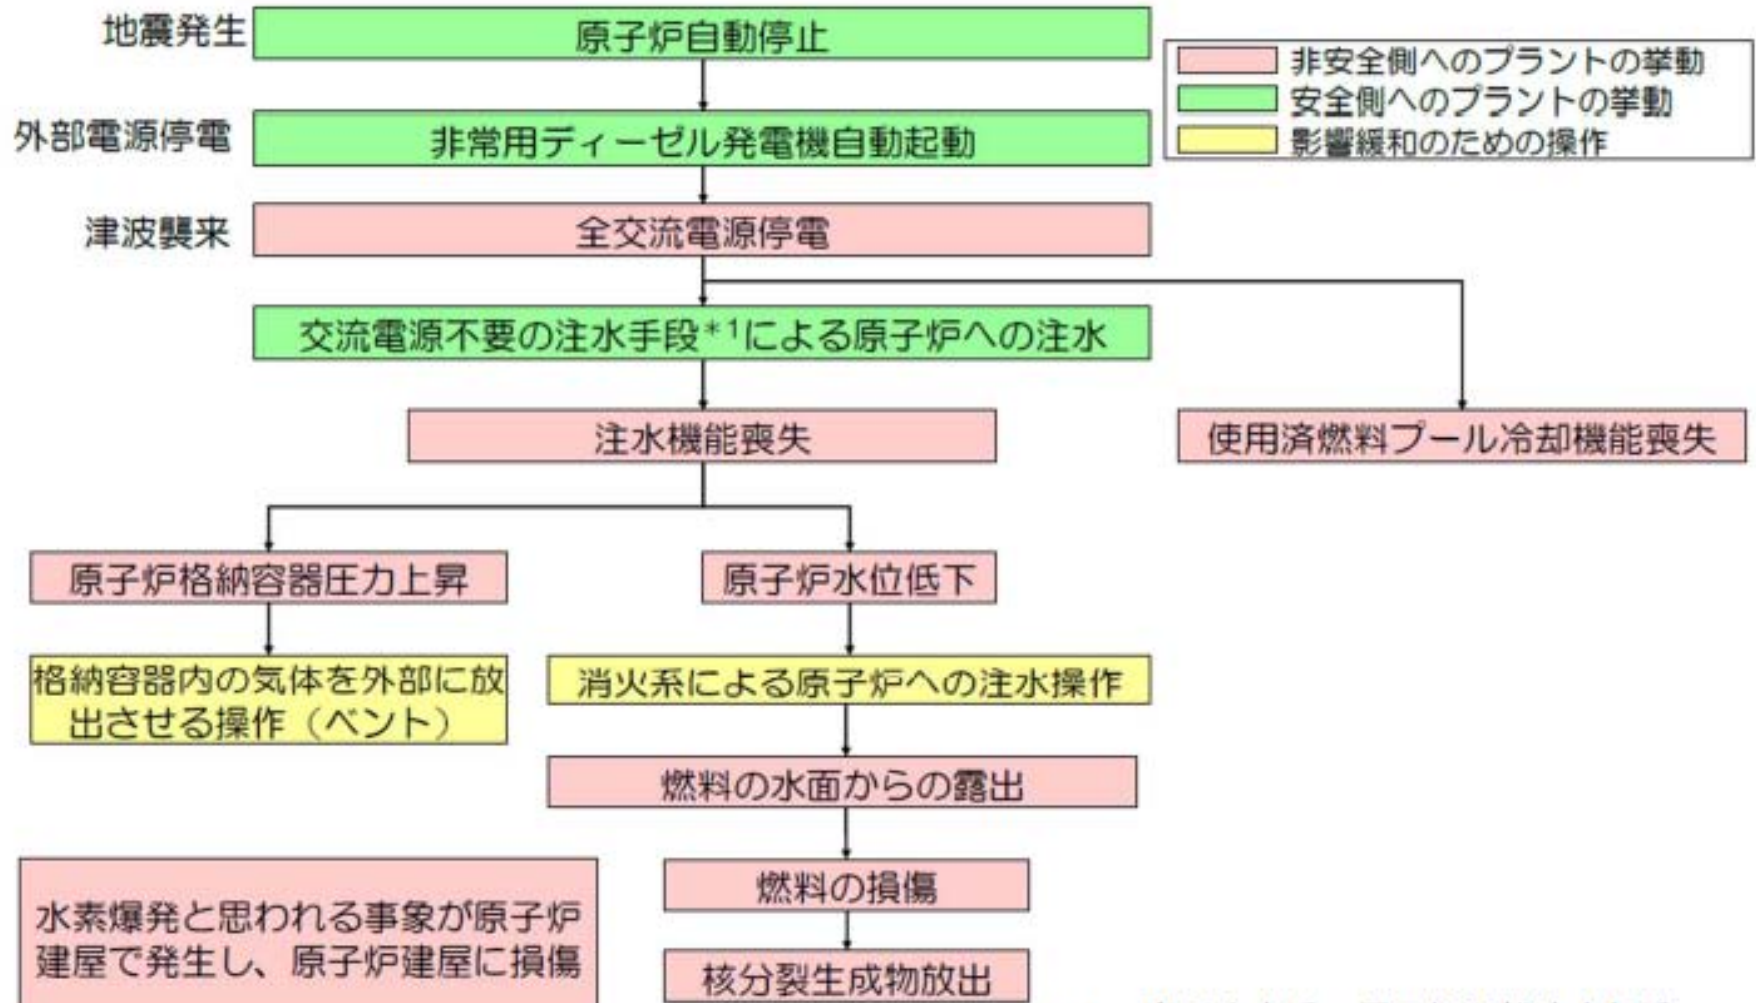 地震発生
原子炉自動停止
非安全側へのプラントの挙動
安全側へのプラントの挙動
影響緩和のための操作
外部電源停電
非常用ディーゼル発電機自動起動
津波襲来
全交流電源停電
交流電源不要の注水手段*1による原子炉への注水
注水機能喪失
使用済燃料プール冷却機能喪失
原子炉格納容器圧力上昇
原子炉水位低下
格納容器内の気体を外部に放
出させる操作（ベント）
消火系による原子炉への注水操作
燃料の水面からの露出
燃料の損傷
水素爆発と思われる事象が原子炉
建屋で発生し、原子炉建屋に損傷
核分裂生成物放出